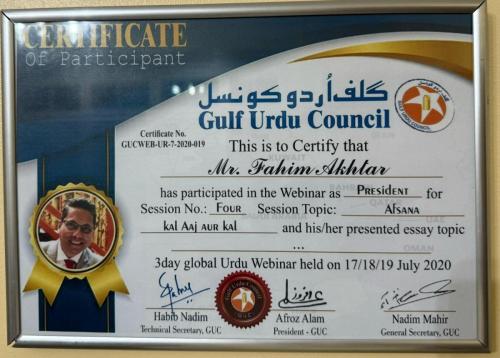 CERTIFICATE
Of Participant
گلف اُردو کونسل
Gulf Urdu Council
Certificate No.
GUCWEB-UR-7-2020-019
This is to Certify that
Mr. Fahim Akhtar
has participated in the Webinar as President for
Session No.: Four Session Topic: Afsana
kal Aaj aur kal and his/her presented essay topic
...
3day global Urdu Webinar held on 17/18/19 July 2020
Habib Nadim Afroz Alam Nadim Mahir
Technical Secretary, GUC President - GUC General Secretary, GUC